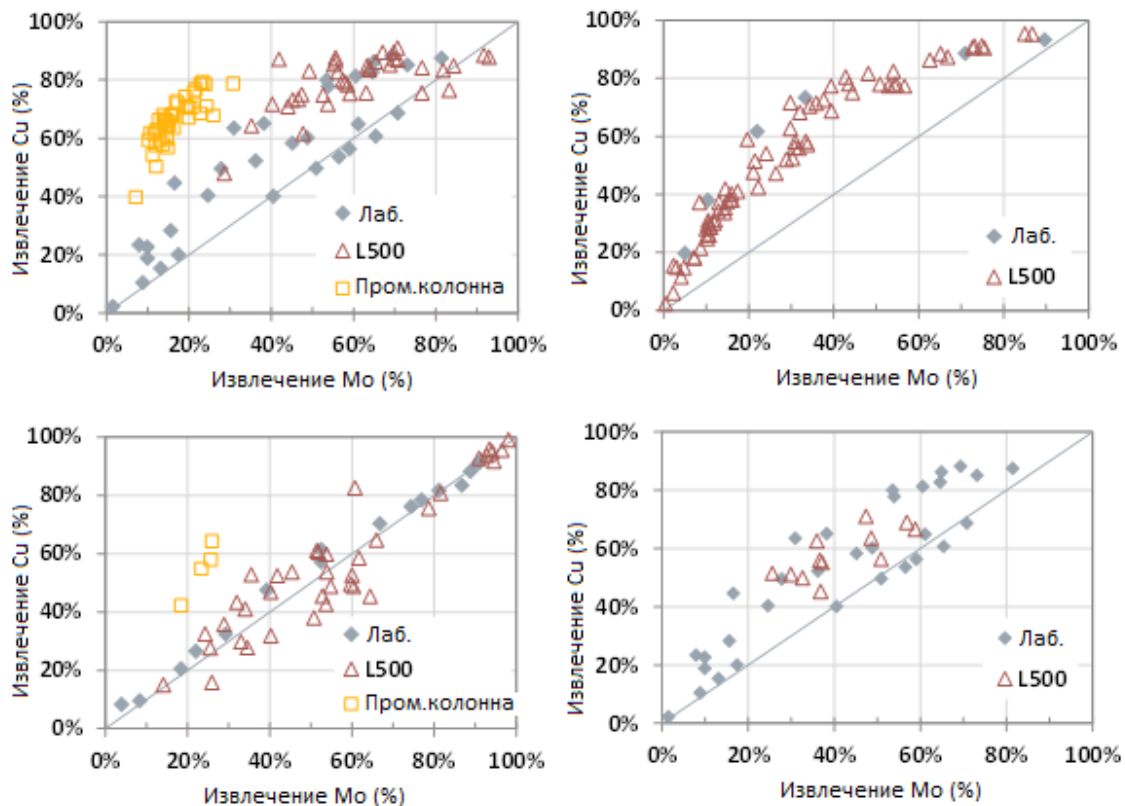 Извлечение Cu (%)
100%
80%
60%
40%
20%
0%
0% 20% 40% 60% 80% 100%
Извлечение Mo (%)
Лаб.
L500
Пром.колонна
Извлечение Cu (%)
100%
80%
60%
40%
20%
0%
0% 20% 40% 60% 80% 100%
Извлечение Mo (%)
Лаб.
L500
Извлечение Cu (%)
100%
80%
60%
40%
20%
0%
0% 20% 40% 60% 80% 100%
Извлечение Mo (%)
Лаб.
L500
Пром.колонна
Извлечение Cu (%)
100%
80%
60%
40%
20%
0%
0% 20% 40% 60% 80% 100%
Извлечение Mo (%)
Лаб.
L500